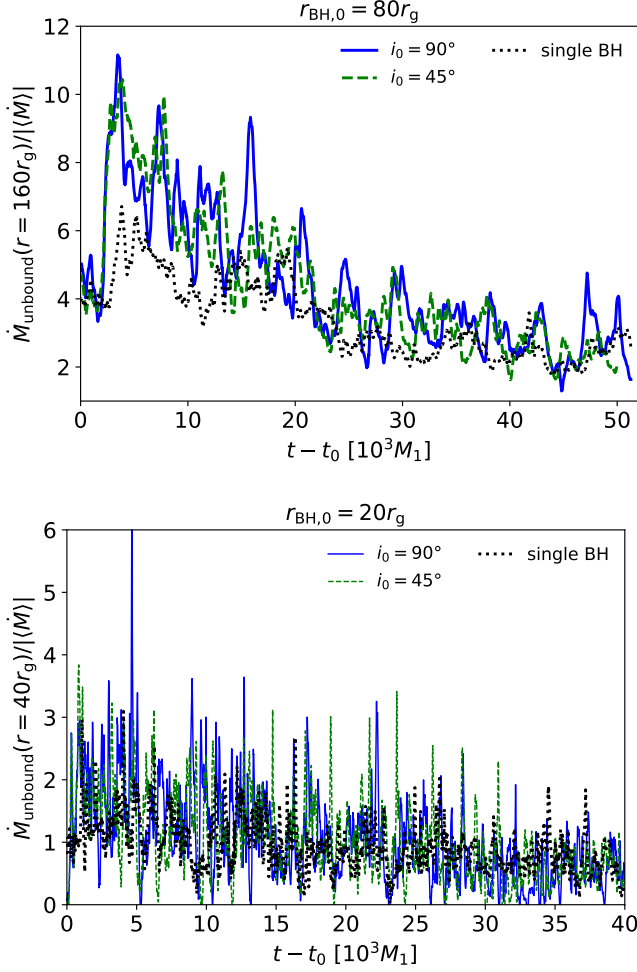 r_BH,0 = 80r_g
i_0 = 90° single BH
i_0 = 45°
Ṁ_unbound(r = 160r_g)/|⟨Ṁ⟩|
12
10
8
6
4
2
0 10 20 30 40 50
t − t_0 [10^3 M_1]
r_BH,0 = 20r_g
i_0 = 90° single BH
i_0 = 45°
Ṁ_unbound(r = 40r_g)/|⟨Ṁ⟩|
6
5
4
3
2
1
0
0 5 10 15 20 25 30 35 40
t − t_0 [10^3 M_1]